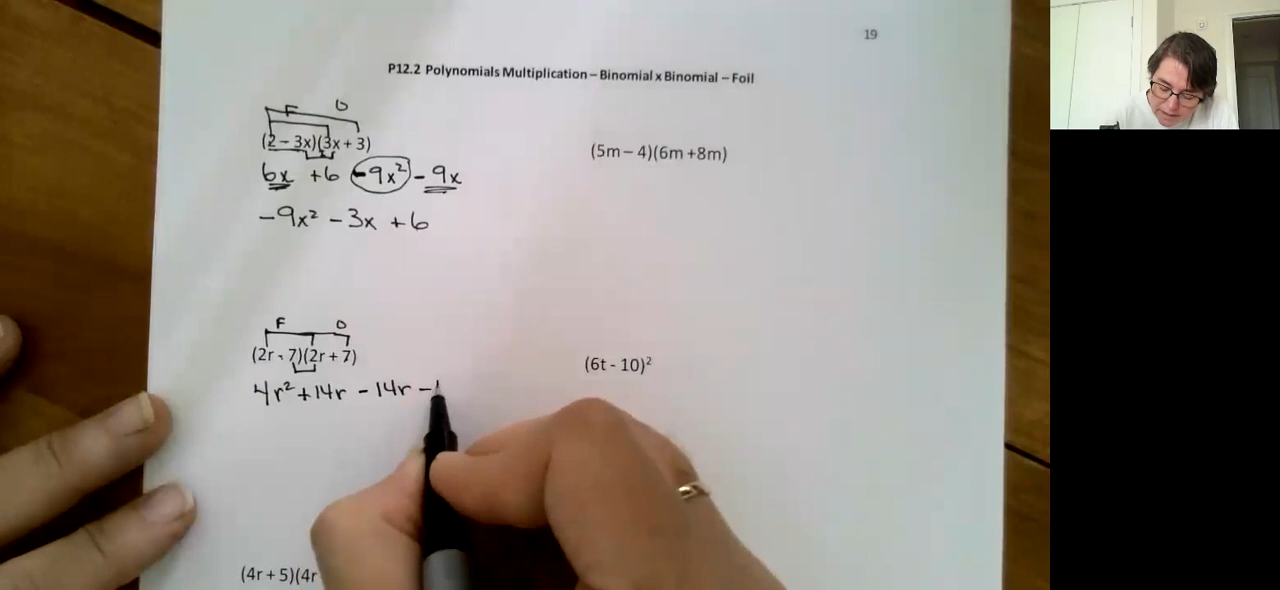 19
P12.2 Polynomials Multiplication – Binomial x Binomial – Foil
F O
(2 – 3x)(3x + 3)
6x + 6 - 9x² - 9x
- 9x² - 3x + 6
(5m – 4)(6m +8m)
F O
(2r - 7)(2r + 7)
4r² + 14r - 14r -
(6t - 10)²
(4r + 5)(4r